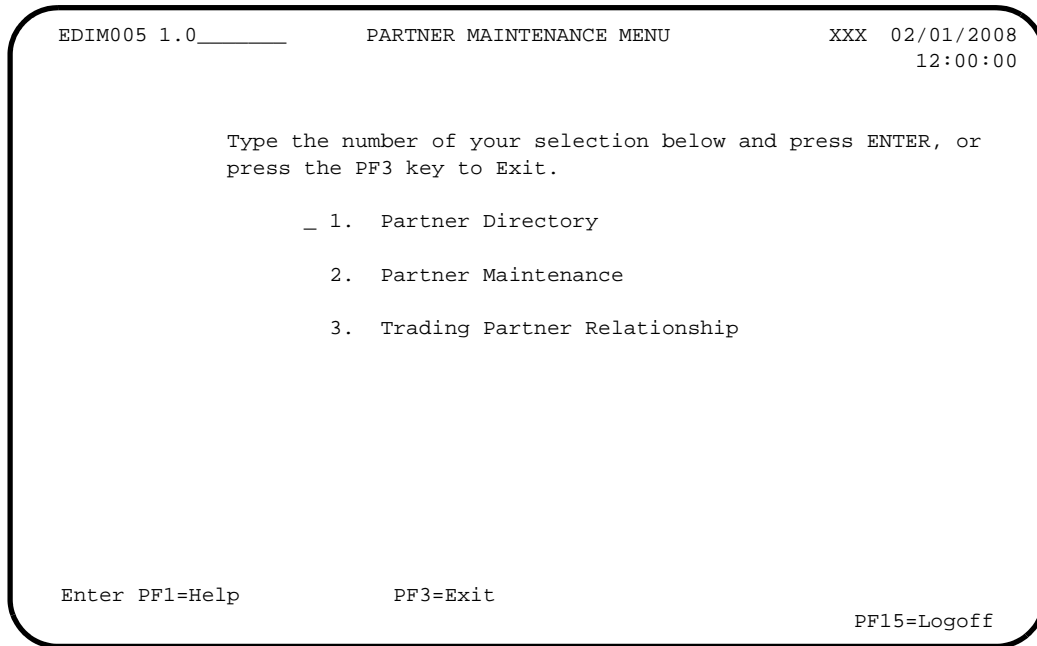 EDIM005 1.0_______ PARTNER MAINTENANCE MENU XXX 02/01/2008
12:00:00
Type the number of your selection below and press ENTER, or
press the PF3 key to Exit.
_ 1. Partner Directory
2. Partner Maintenance
3. Trading Partner Relationship
Enter PF1=Help PF3=Exit
PF15=Logoff